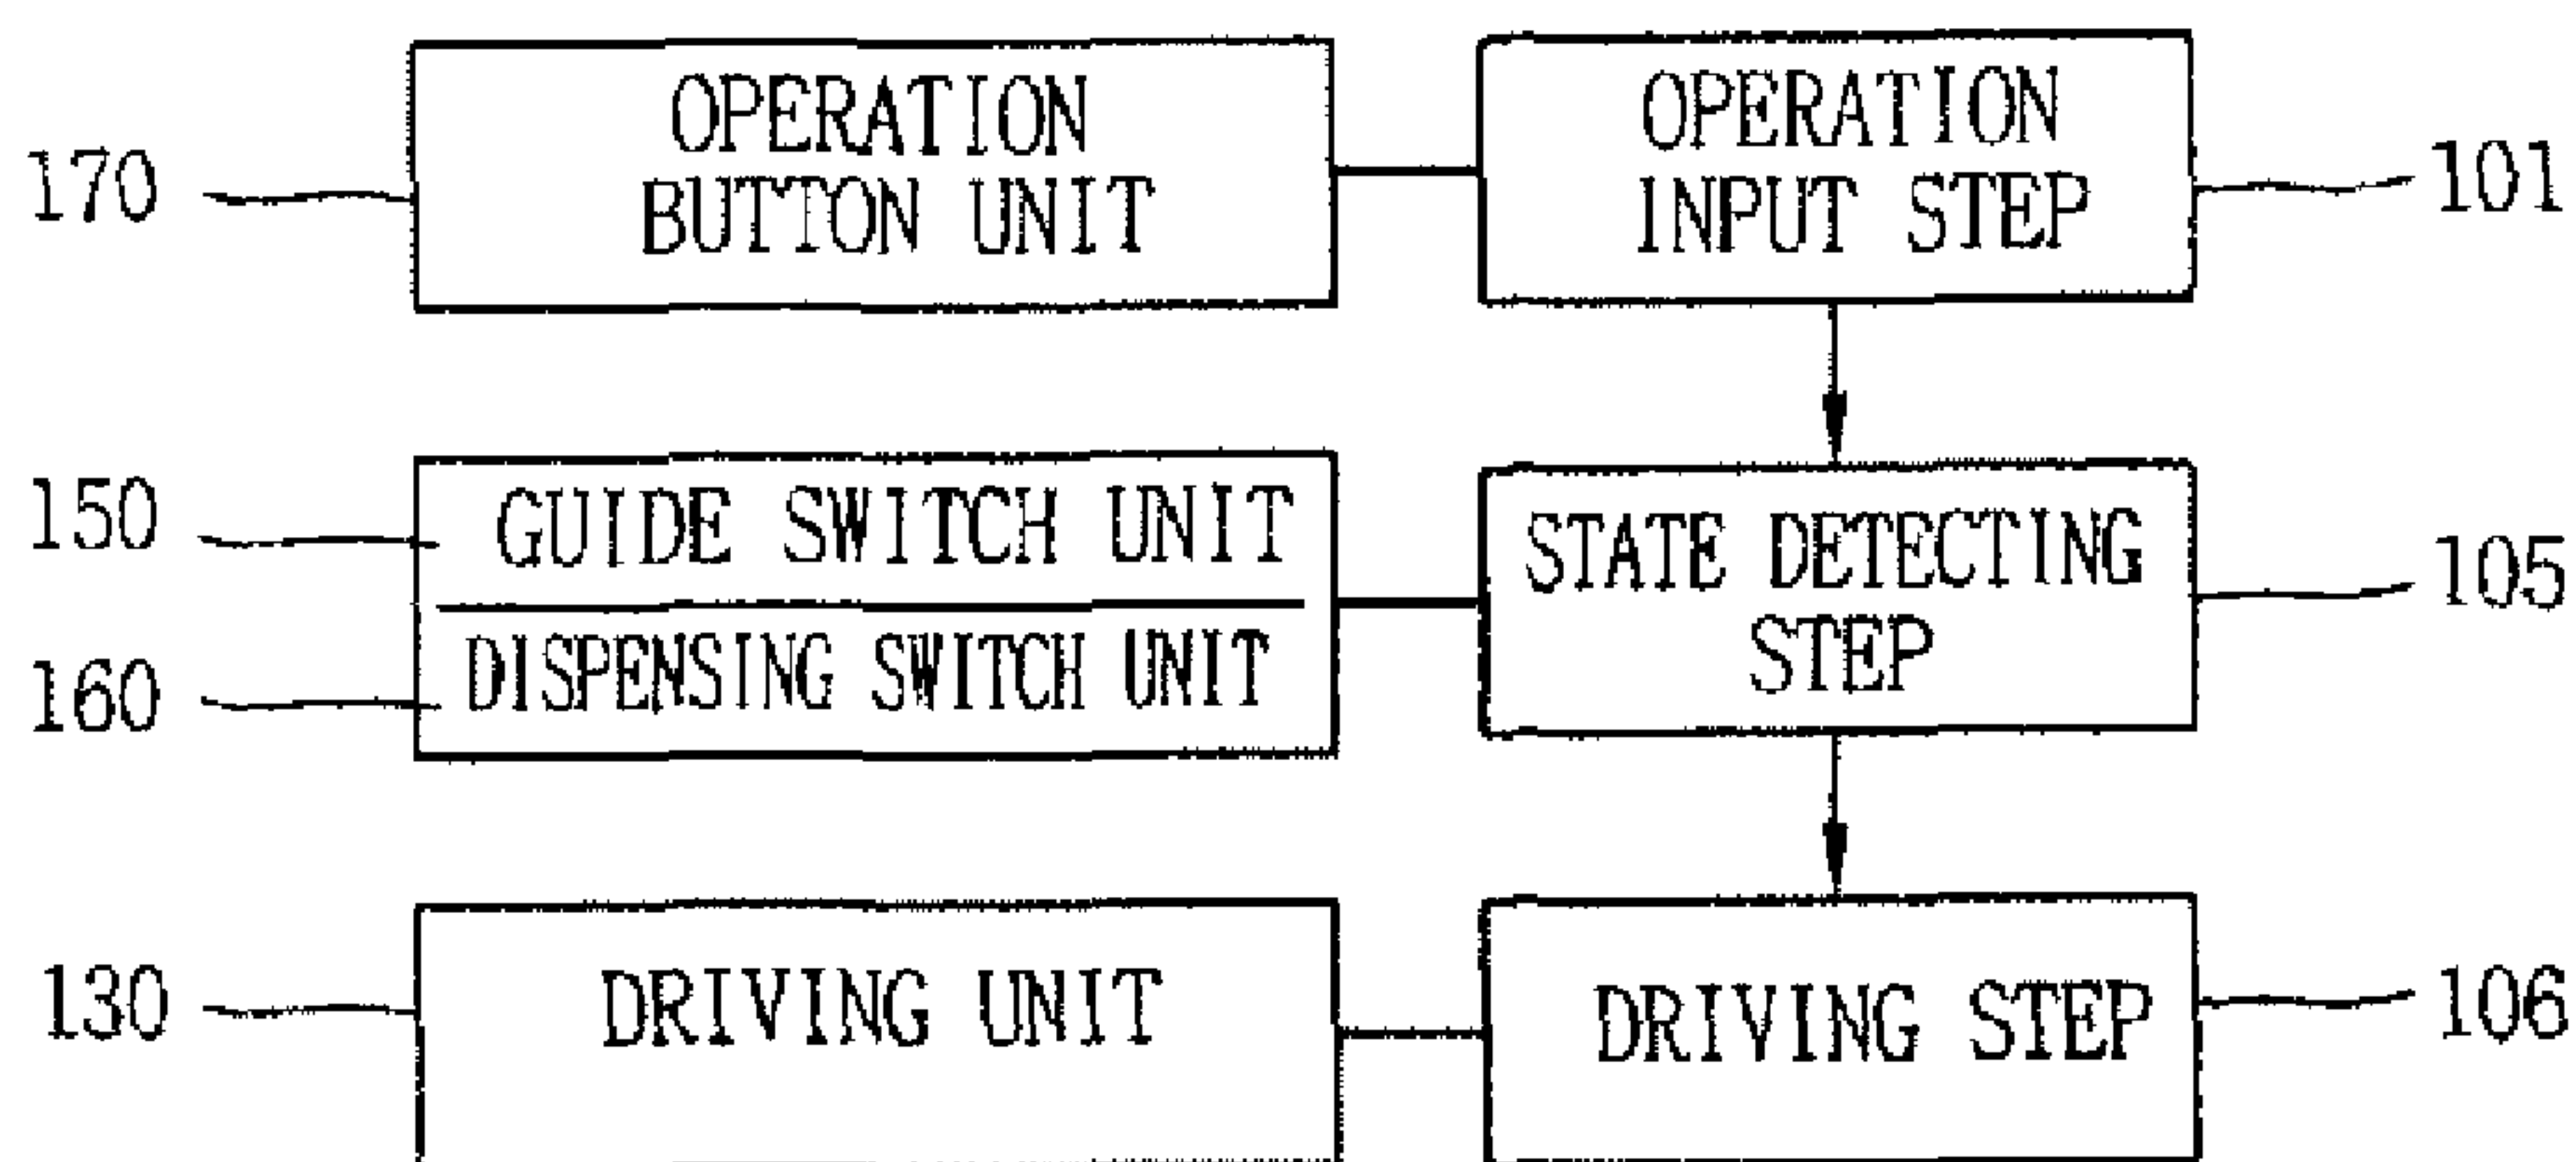 170
OPERATION
BUTTON UNIT
OPERATION
INPUT STEP
101
150
GUIDE SWITCH UNIT
160
DISPENSING SWITCH UNIT
STATE DETECTING
STEP
105
130
DRIVING UNIT
DRIVING STEP
106